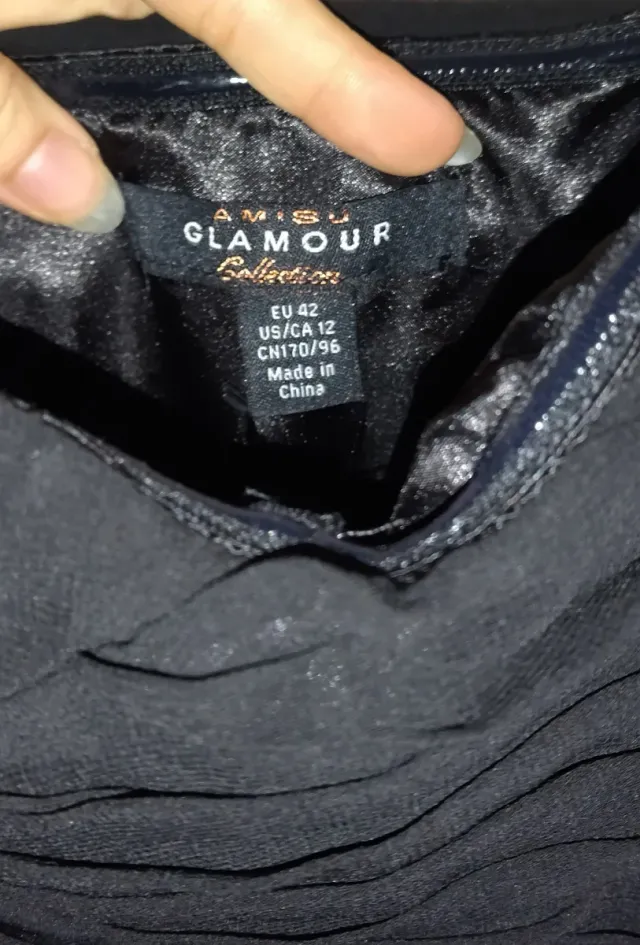 AMISU
GLAMOUR
Collection
EU 42
US/CA 12
CN170/96
Made in
China